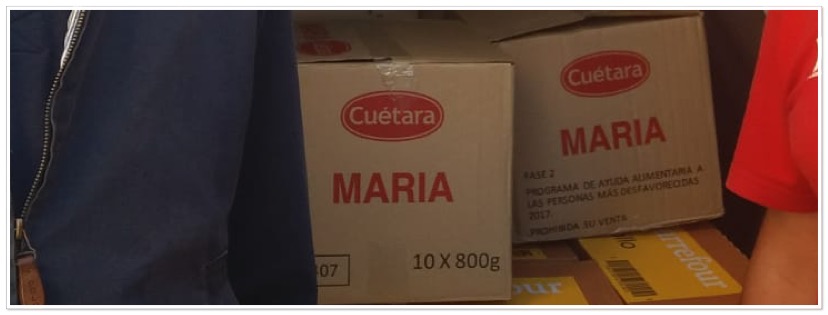 Cuétara
MARIA
10 X 800g
Cuétara
MARIA
FASE 2
PROGRAMA DE AYUDA ALIMENTARIA A
LAS PERSONAS MÁS DESFAVORECIDAS
2017
PROHIBIDA SU VENTA
rrefour